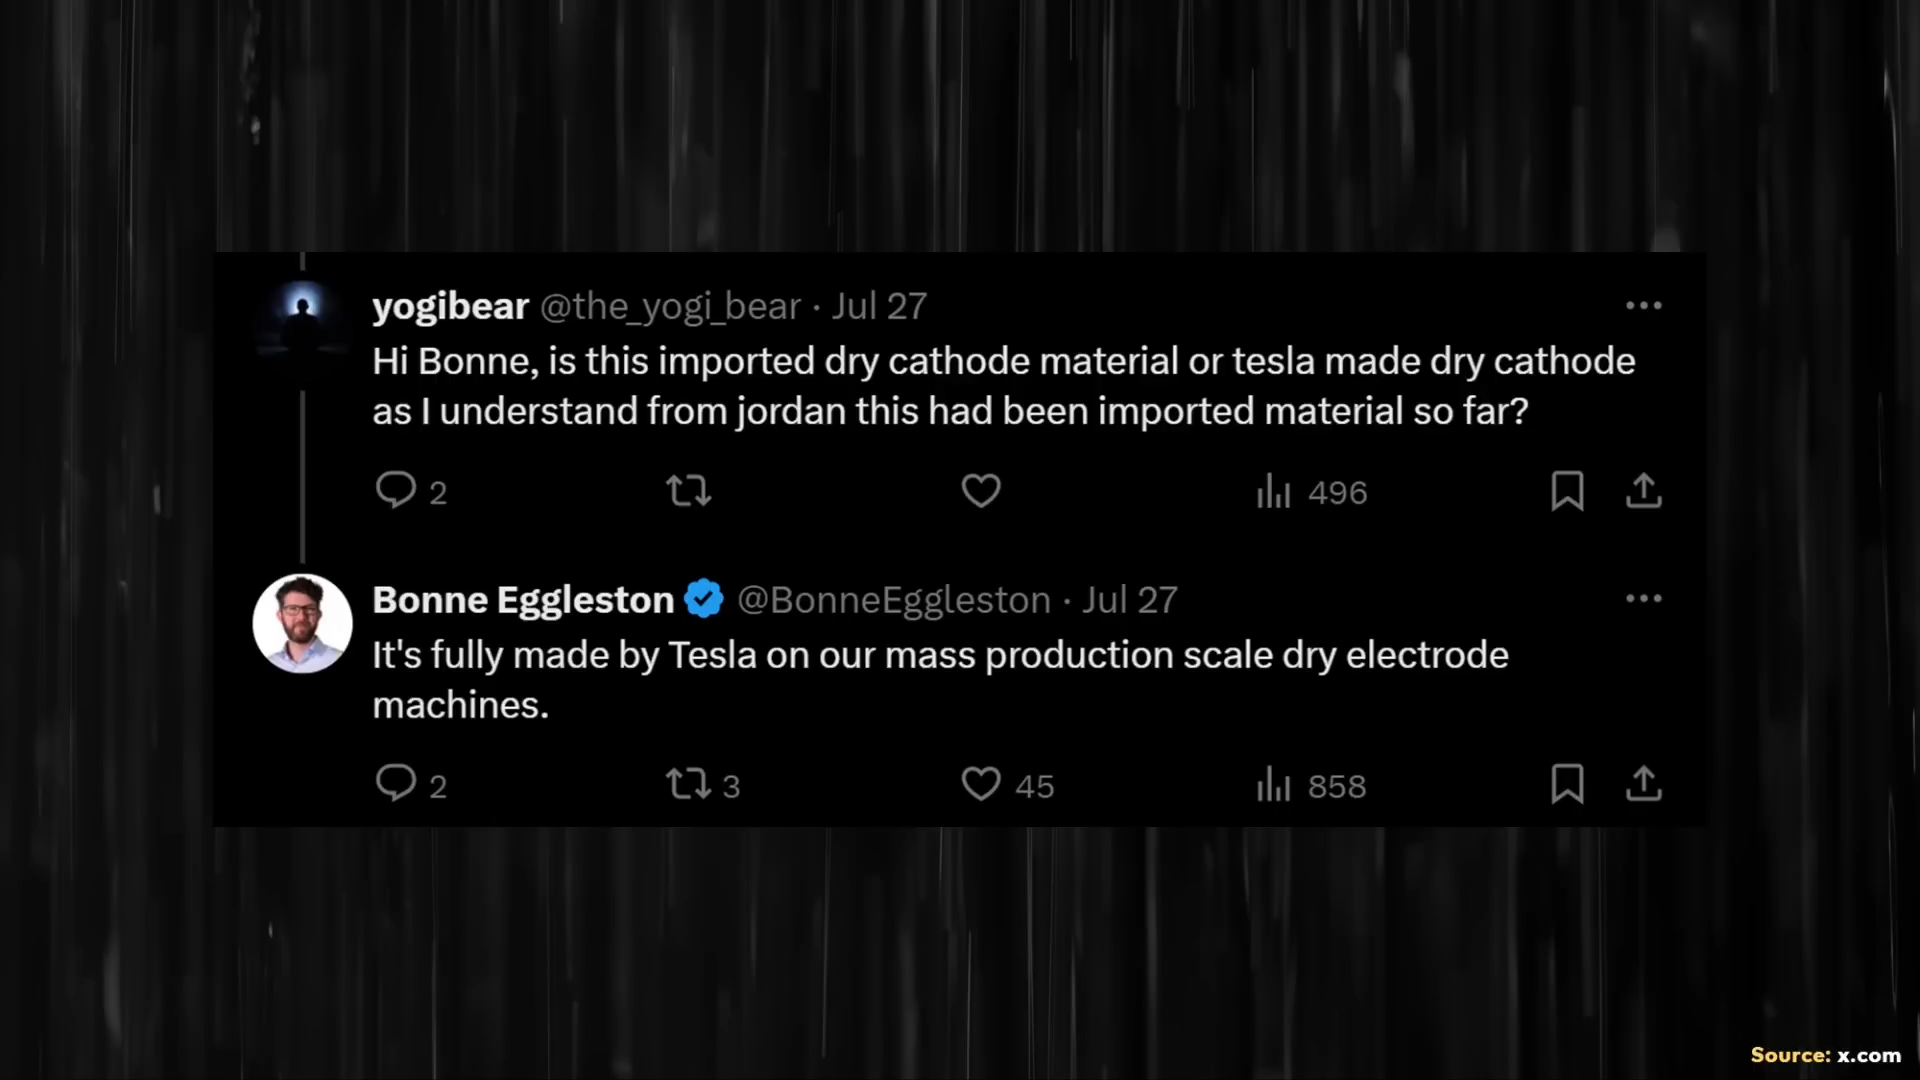 yogibear @the_yogi_bear · Jul 27
Hi Bonne, is this imported dry cathode material or tesla made dry cathode
as I understand from jordan this had been imported material so far?
2 496
Bonne Eggleston @BonneEggleston · Jul 27
It's fully made by Tesla on our mass production scale dry electrode
machines.
2 3 45 858
Source: x.com